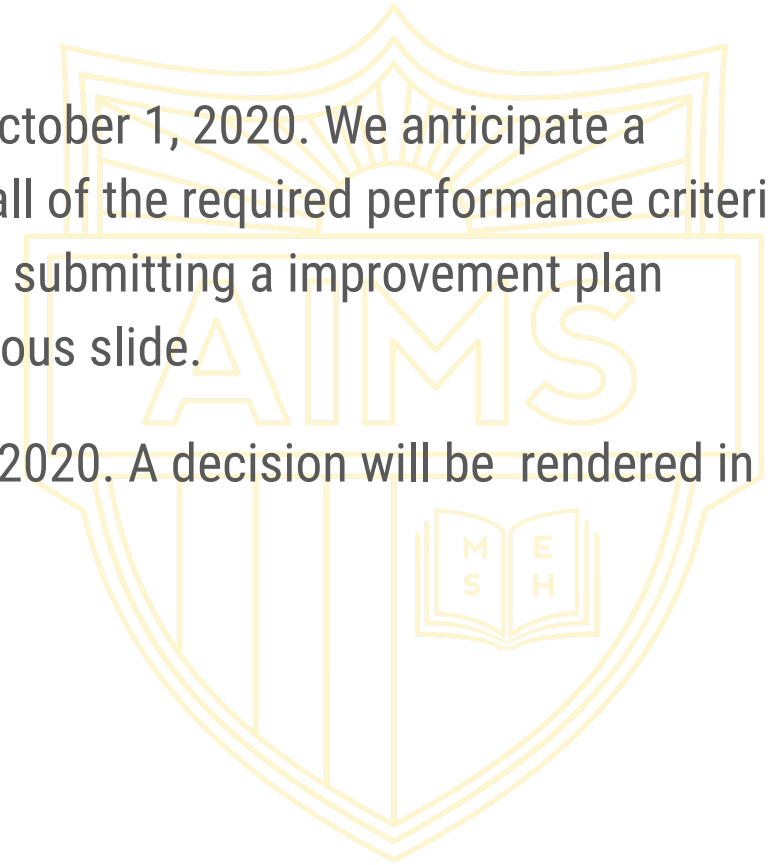 ctober 1, 2020. We anticipate a
all of the required performance criteri
submitting a improvement plan
ous slide.
2020. A decision will be rendered in
AIMS
M E
S H